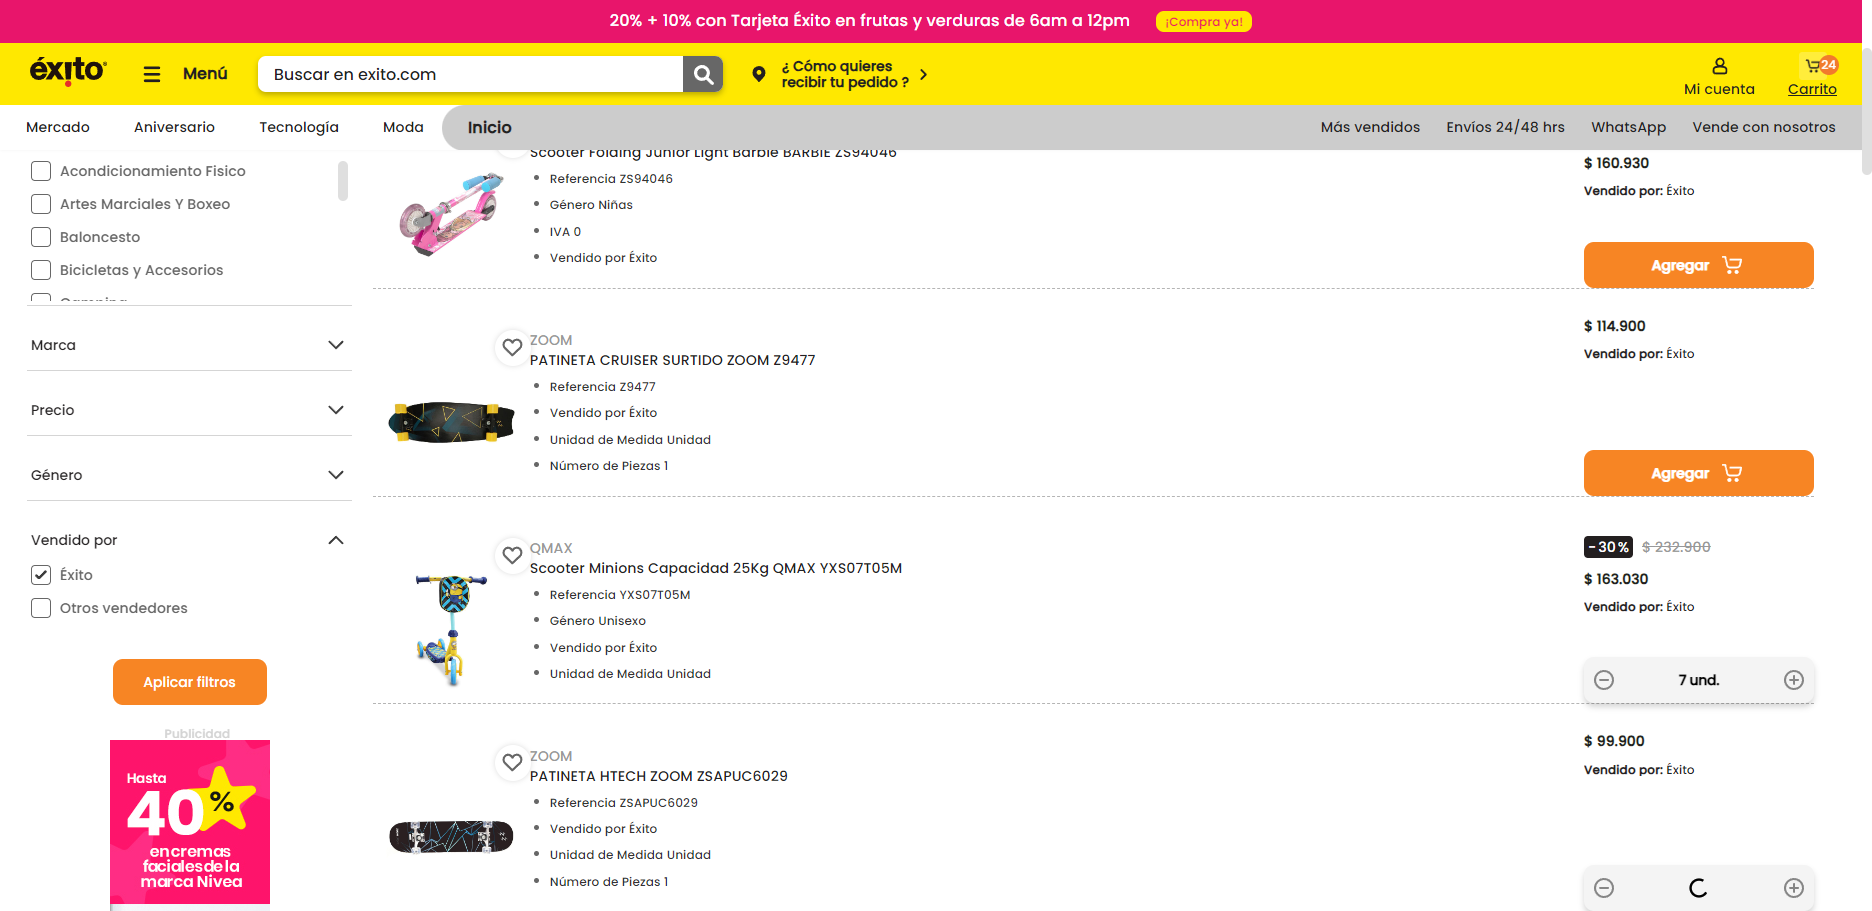 20% + 10% con Tarjeta Éxito en frutas y verduras de 6am a 12pm
¡Compra ya!
éxito
Menú
Buscar en exito.com
¿ Cómo quieres
recibir tu pedido ?
Mi cuenta
24
Carrito
Mercado
Aniversario
Tecnología
Moda
Inicio
Más vendidos
Envíos 24/48 hrs
WhatsApp
Vende con nosotros
Acondicionamiento Fisico
Artes Marciales Y Boxeo
Baloncesto
Bicicletas y Accesorios
Camping
Marca
Precio
Género
Vendido por
Éxito
Otros vendedores
Aplicar filtros
Publicidad
Hasta
40%
en cremas
faciales de la
marca Nivea
Scooter Folding Junior Light Barbie BARBIE ZS94046
Referencia ZS94046
Género Niñas
IVA 0
Vendido por Éxito
$ 160.930
Vendido por: Éxito
Agregar
ZOOM
PATINETA CRUISER SURTIDO ZOOM Z9477
Referencia Z9477
Vendido por Éxito
Unidad de Medida Unidad
Número de Piezas 1
$ 114.900
Vendido por: Éxito
Agregar
QMAX
Scooter Minions Capacidad 25Kg QMAX YXS07T05M
Referencia YXS07T05M
Género Unisexo
Vendido por Éxito
Unidad de Medida Unidad
-30% $ 232.900
$ 163.030
Vendido por: Éxito
7 und.
ZOOM
PATINETA HTECH ZOOM ZSAPUC6029
Referencia ZSAPUC6029
Vendido por Éxito
Unidad de Medida Unidad
Número de Piezas 1
$ 99.900
Vendido por: Éxito